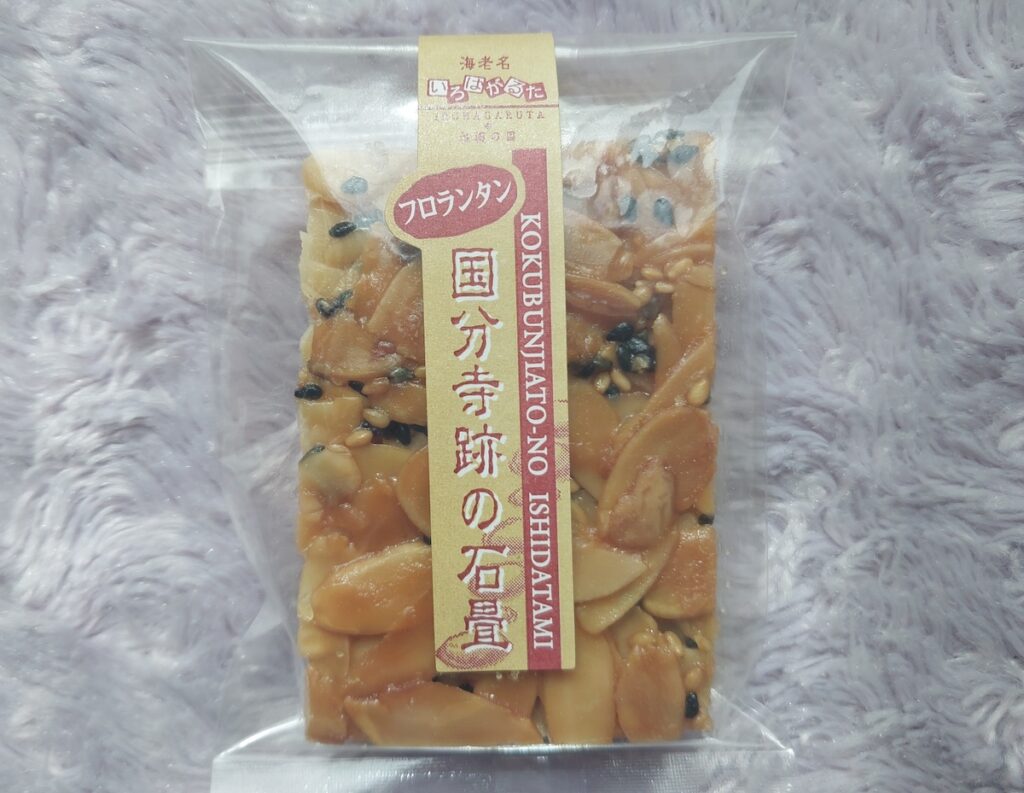 海老名
いろはがるた
IROHAGARUTA
フロランタン
国分寺跡の石畳
KOKUBUNJIATO-NO ISHIDATAMI